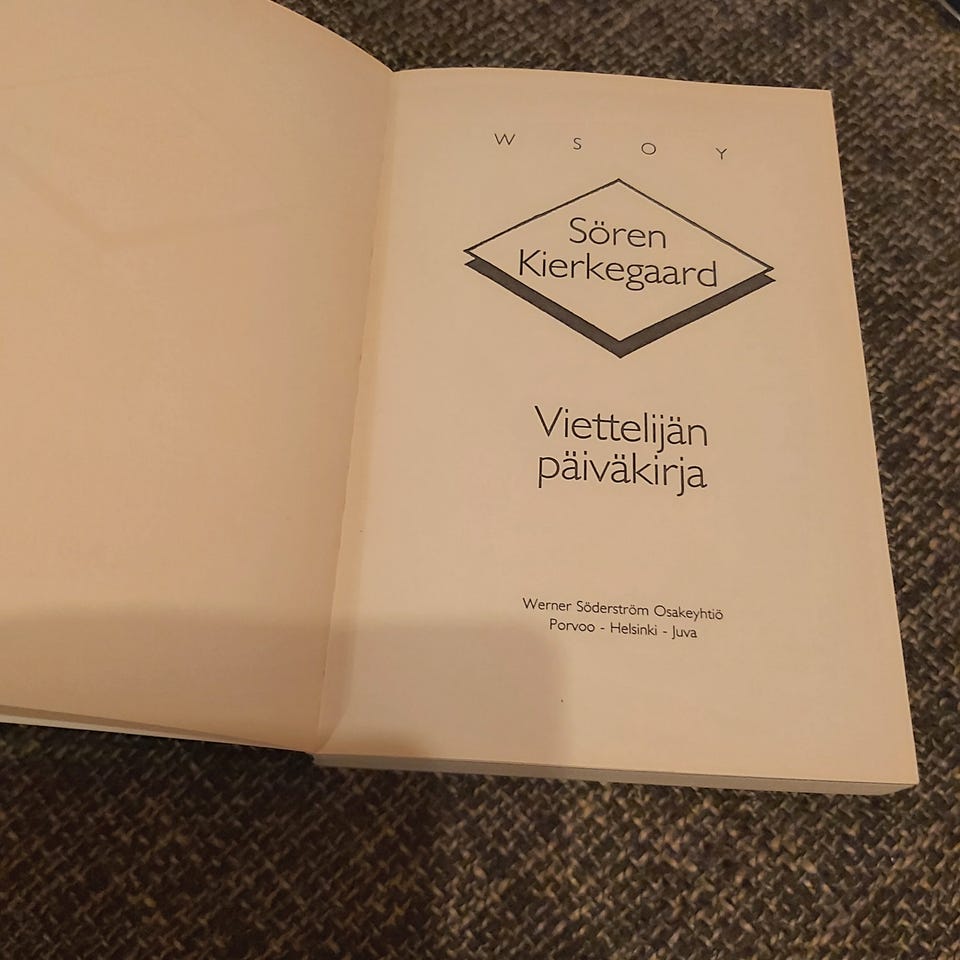 W S O Y
Sören
Kierkegaard
Viettelijän
päiväkirja
Werner Söderström Osakeyhtiö
Porvoo - Helsinki - Juva